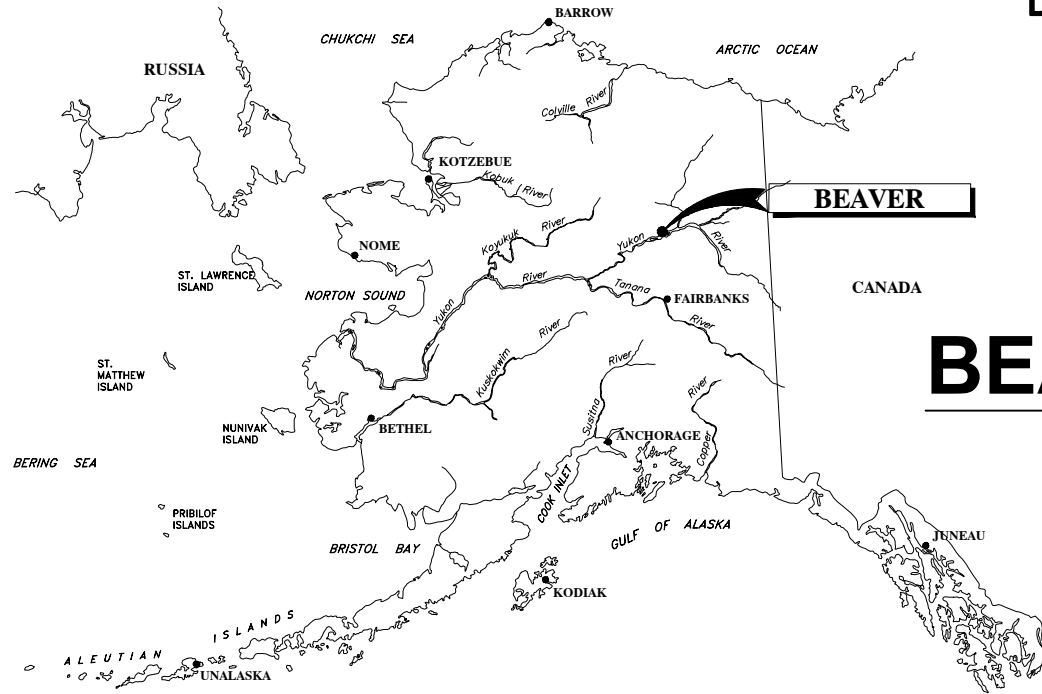 BARROW
CHUKCHI SEA
ARCTIC OCEAN
RUSSIA
Colville River
KOTZEBUE
Kobuk River
BEAVER
Koyukuk River
Yukon
River
NOME
ST. LAWRENCE
ISLAND
NORTON SOUND
Yukon
River
Tanana
FAIRBANKS
River
CANADA
ST.
MATTHEW
ISLAND
Kuskokwim River
River
Susitna
River
Copper
NUNIVAK
ISLAND
BETHEL
ANCHORAGE
BERING SEA
COOK INLET
PRIBILOF
ISLANDS
GULF OF ALASKA
BRISTOL BAY
JUNEAU
KODIAK
ALEUTIAN ISLANDS
UNALASKA